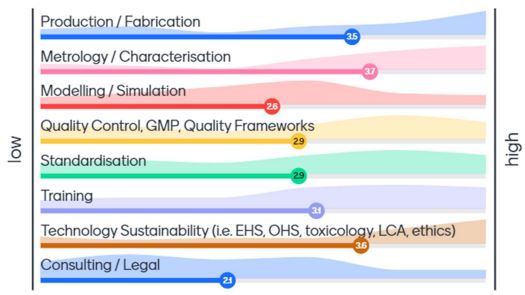 Production / Fabrication
3.5
Metrology / Characterisation
3.7
Modelling / Simulation
2.6
Quality Control, GMP, Quality Frameworks
2.9
Standardisation
2.9
Training
3.1
Technology Sustainability (i.e. EHS, OHS, toxicology, LCA, ethics)
3.6
Consulting / Legal
2.1
low
high